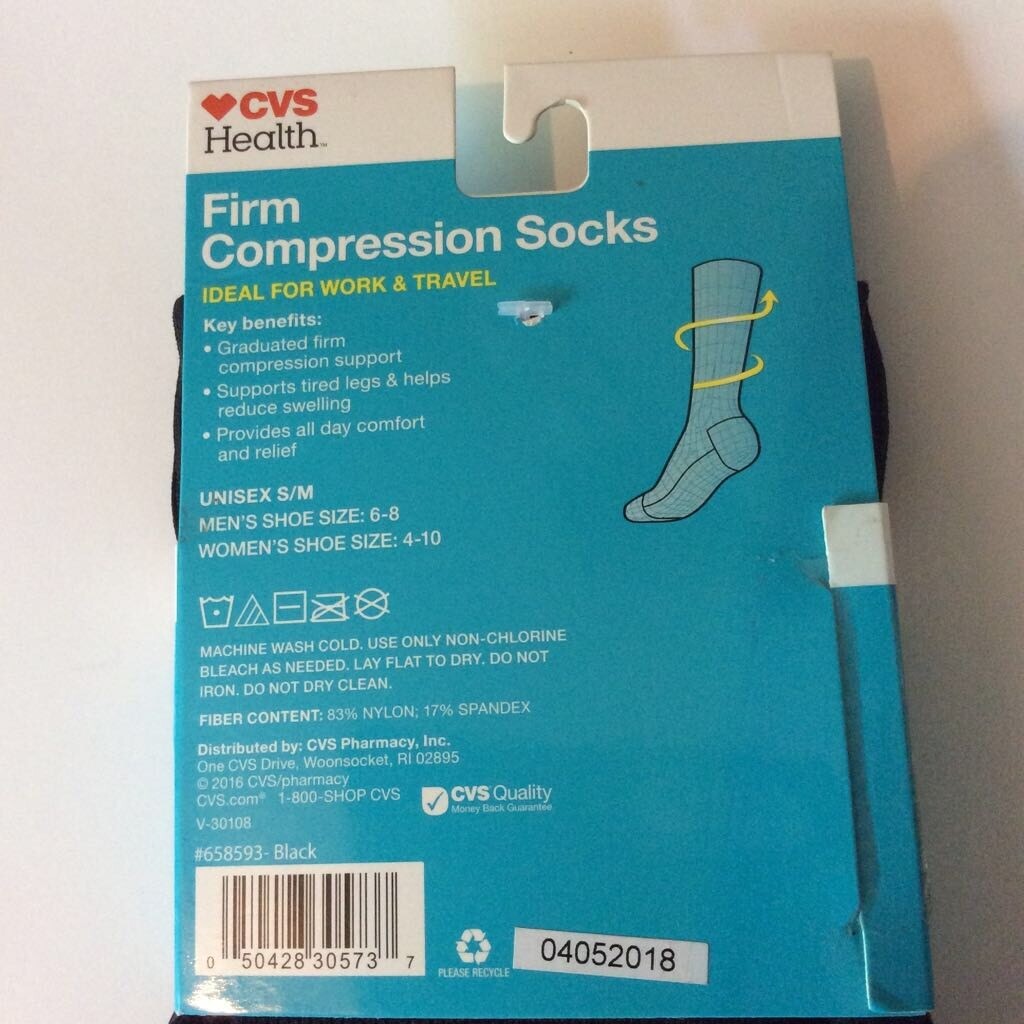 CVS
Health™
Firm
Compression Socks
IDEAL FOR WORK & TRAVEL
Key benefits:
• Graduated firm
compression support
• Supports tired legs & helps
reduce swelling
• Provides all day comfort
and relief
UNISEX S/M
MEN'S SHOE SIZE: 6-8
WOMEN'S SHOE SIZE: 4-10
MACHINE WASH COLD. USE ONLY NON-CHLORINE
BLEACH AS NEEDED. LAY FLAT TO DRY. DO NOT
IRON. DO NOT DRY CLEAN.
FIBER CONTENT: 83% NYLON; 17% SPANDEX
Distributed by: CVS Pharmacy, Inc.
One CVS Drive, Woonsocket, RI 02895
© 2016 CVS/pharmacy
CVS.com® 1-800-SHOP CVS
CVS Quality
Money Back Guarantee
V-30108
#658593- Black
0 50428 30573 7
PLEASE RECYCLE
04052018